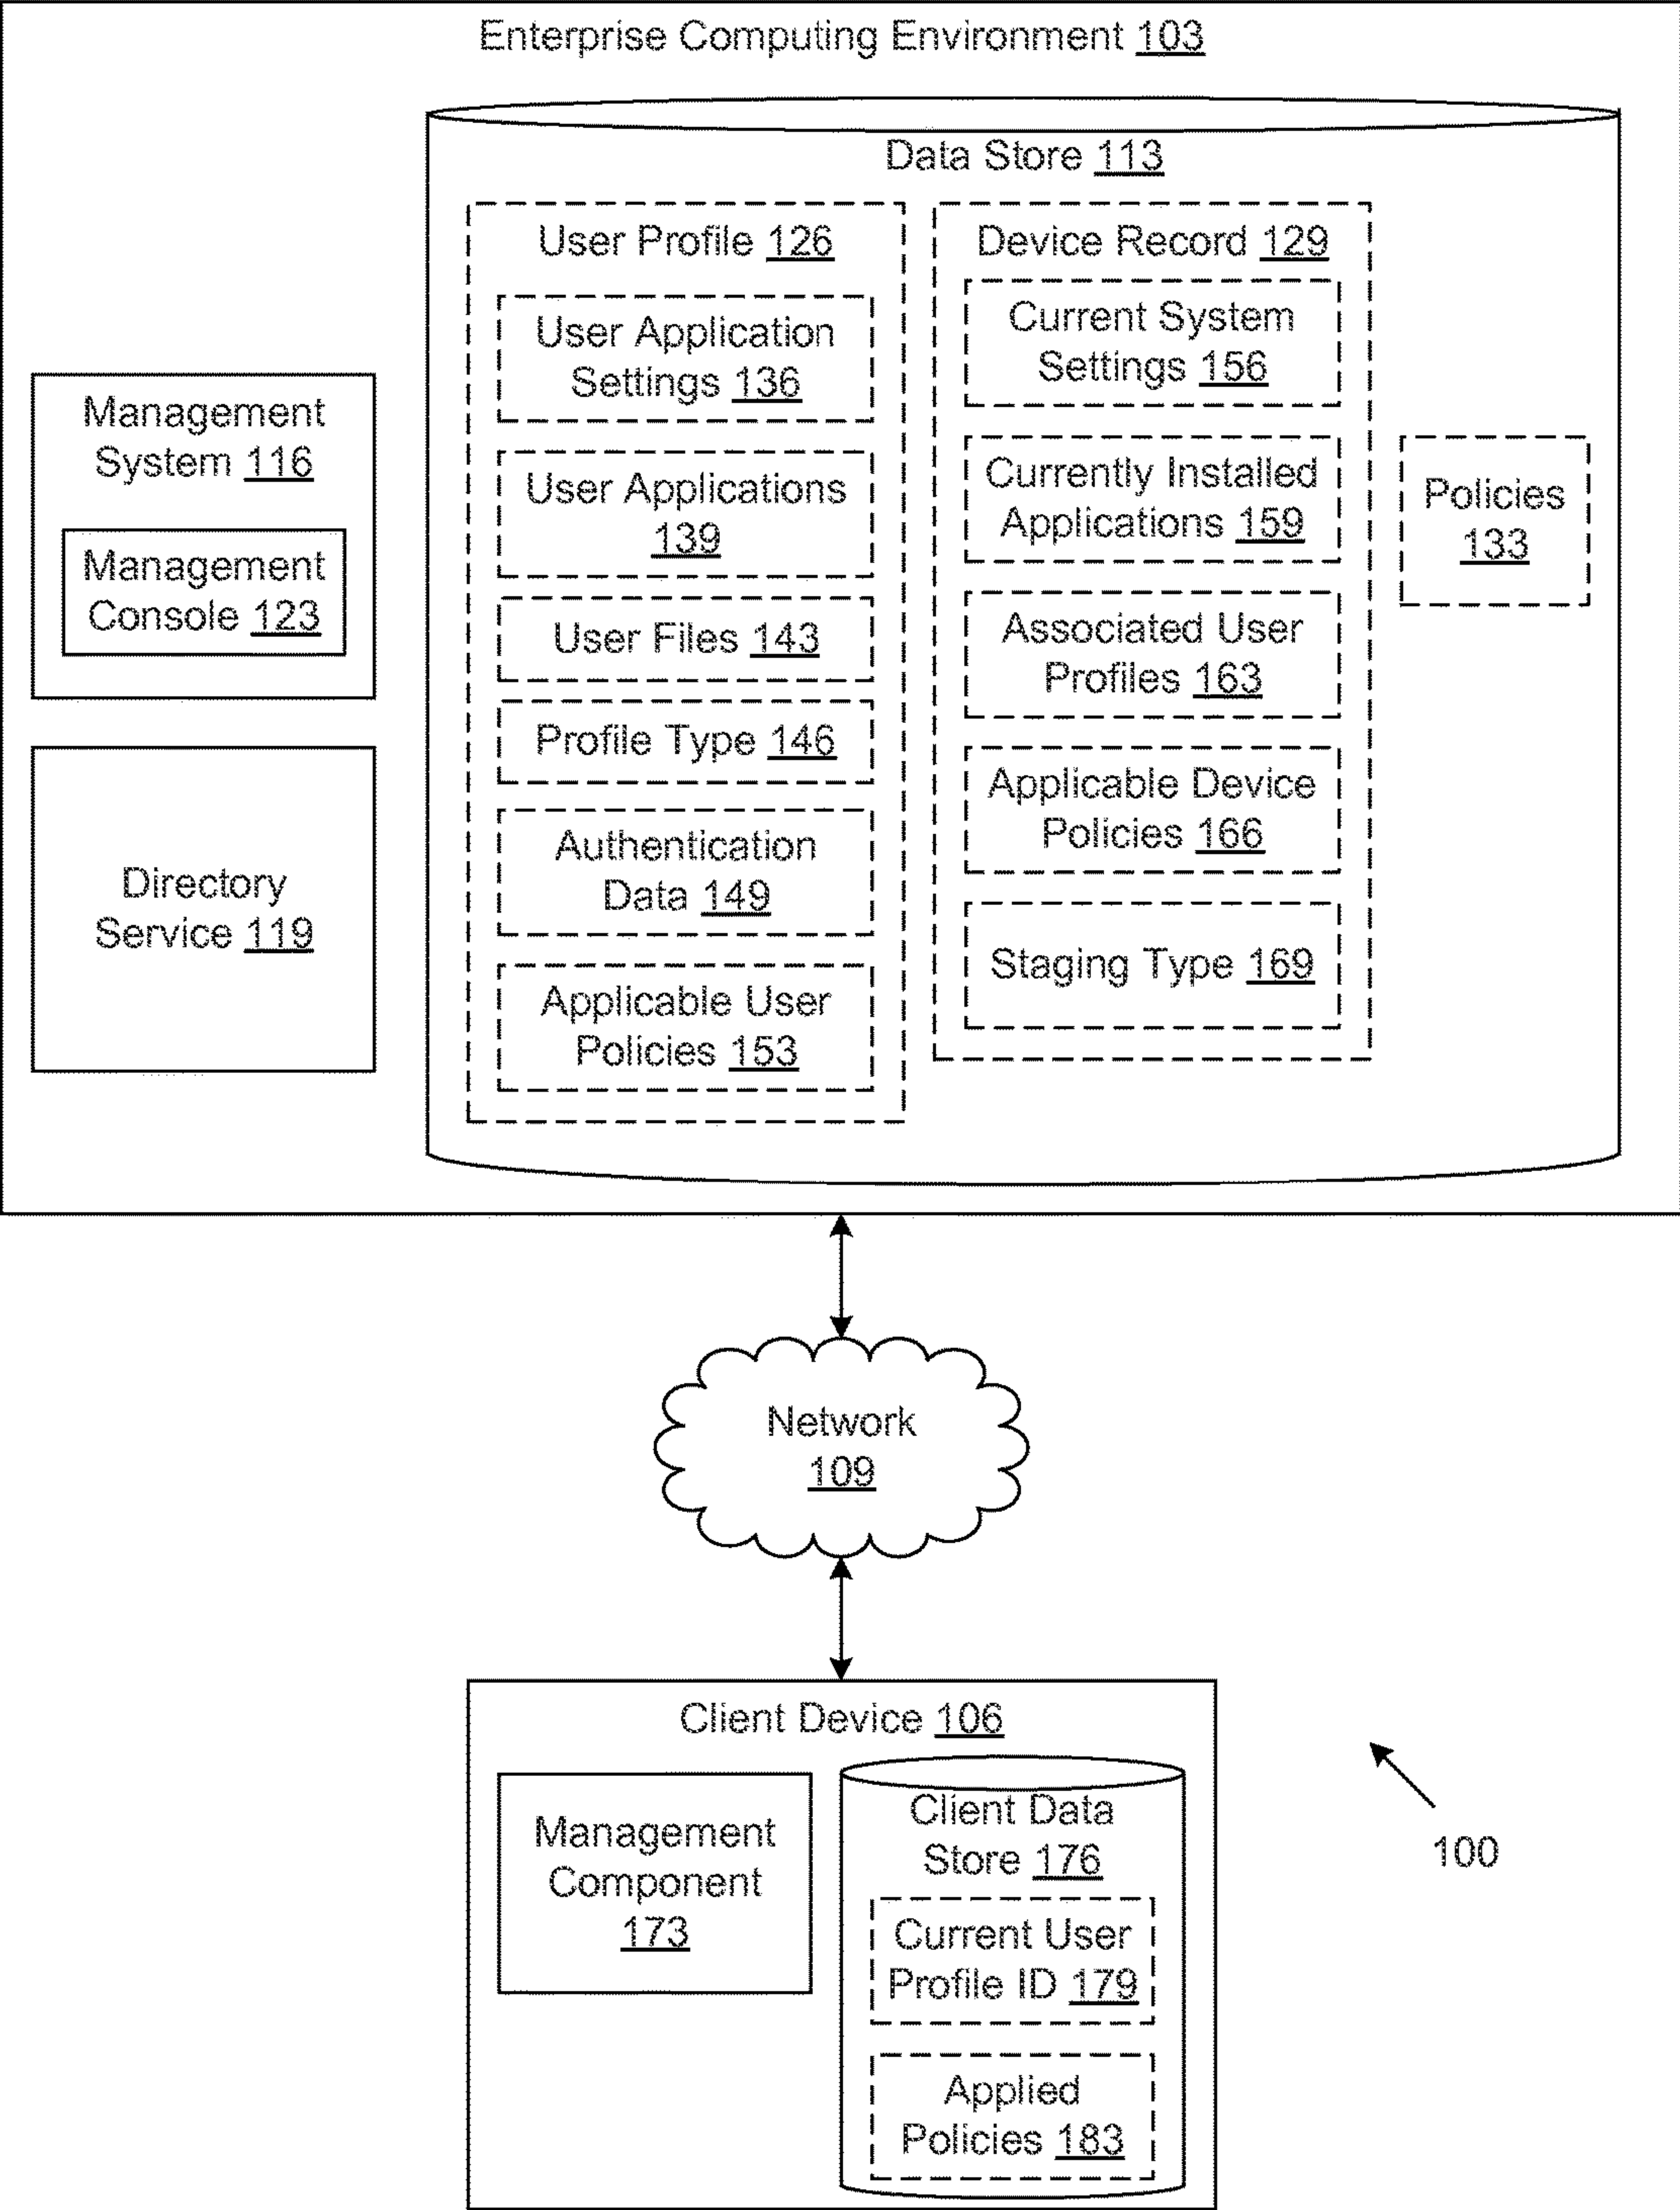 Enterprise Computing Environment 103
Data Store 113
Management
System 116
Management
Console 123
Directory
Service 119
User Profile 126
User Application
Settings 136
User Applications
139
User Files 143
Profile Type 146
Authentication
Data 149
Applicable User
Policies 153
Device Record 129
Current System
Settings 156
Currently Installed
Applications 159
Associated User
Profiles 163
Applicable Device
Policies 166
Staging Type 169
Policies
133
Network
109
Client Device 106
Management
Component
173
Client Data
Store 176
Current User
Profile ID 179
Applied
Policies 183
100